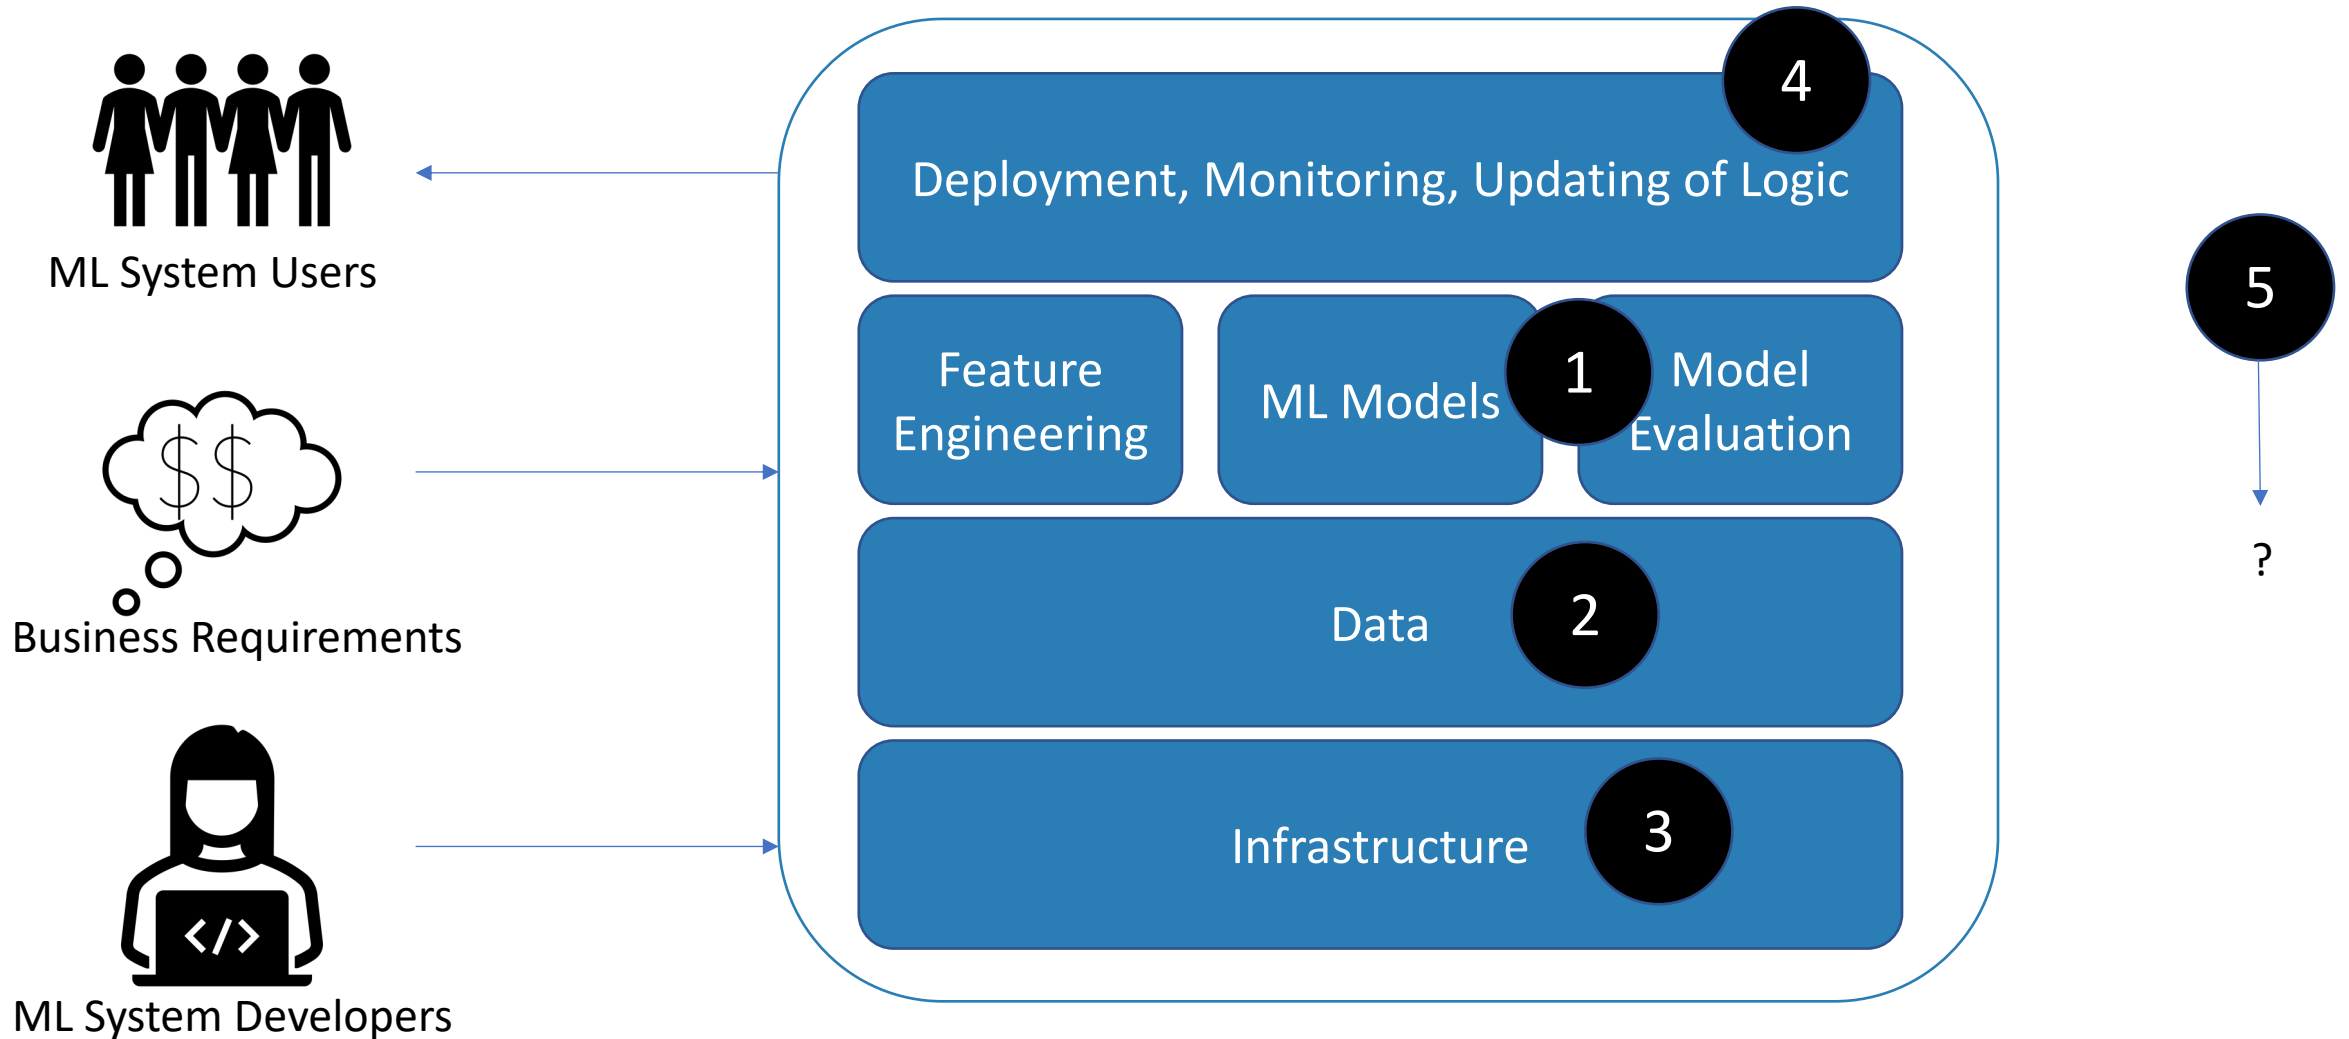 4
Deployment, Monitoring, Updating of Logic
ML System Users
5
Feature
Engineering
ML Models
1
Model
Evaluation
$$
?
Business Requirements
Data
2
Infrastructure
3
</>
ML System Developers